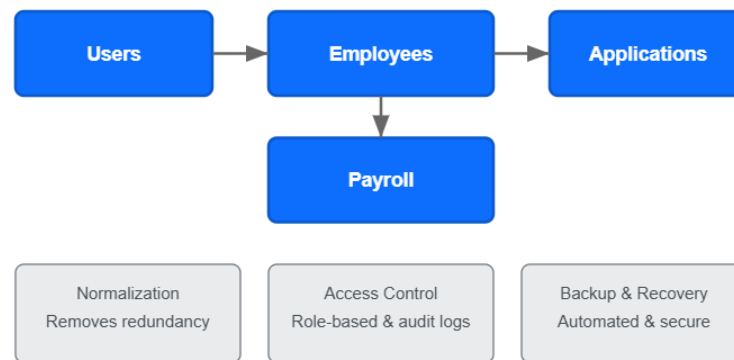 Users
Employees
Applications
Payroll
Normalization
Removes redundancy
Access Control
Role-based & audit logs
Backup & Recovery
Automated & secure